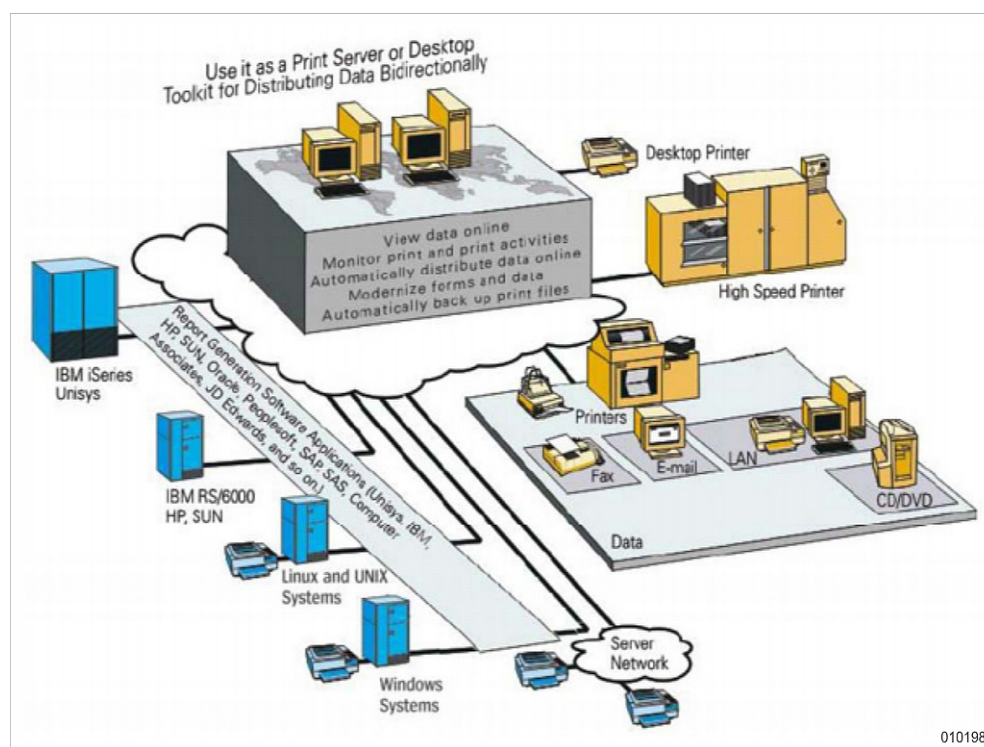 Use it as a Print Server or Desktop
Toolkit for Distributing Data Bidirectionally
Desktop Printer
View data online
Monitor print and print activities
Automatically distribute data online
Modernize forms and data
Automatically back up print files
High Speed Printer
IBM iSeries
Unisys
Report Generation Software Applications (Unisys, IBM,
HP, SUN, Oracle, Peoplesoft, SAP, SAS, Computer
Associates, JD Edwards, and so on.)
Printers
Fax
E-mail
LAN
CD/DVD
Data
IBM RS/6000
HP, SUN
Linux and UNIX
Systems
Windows
Systems
Server
Network
010198